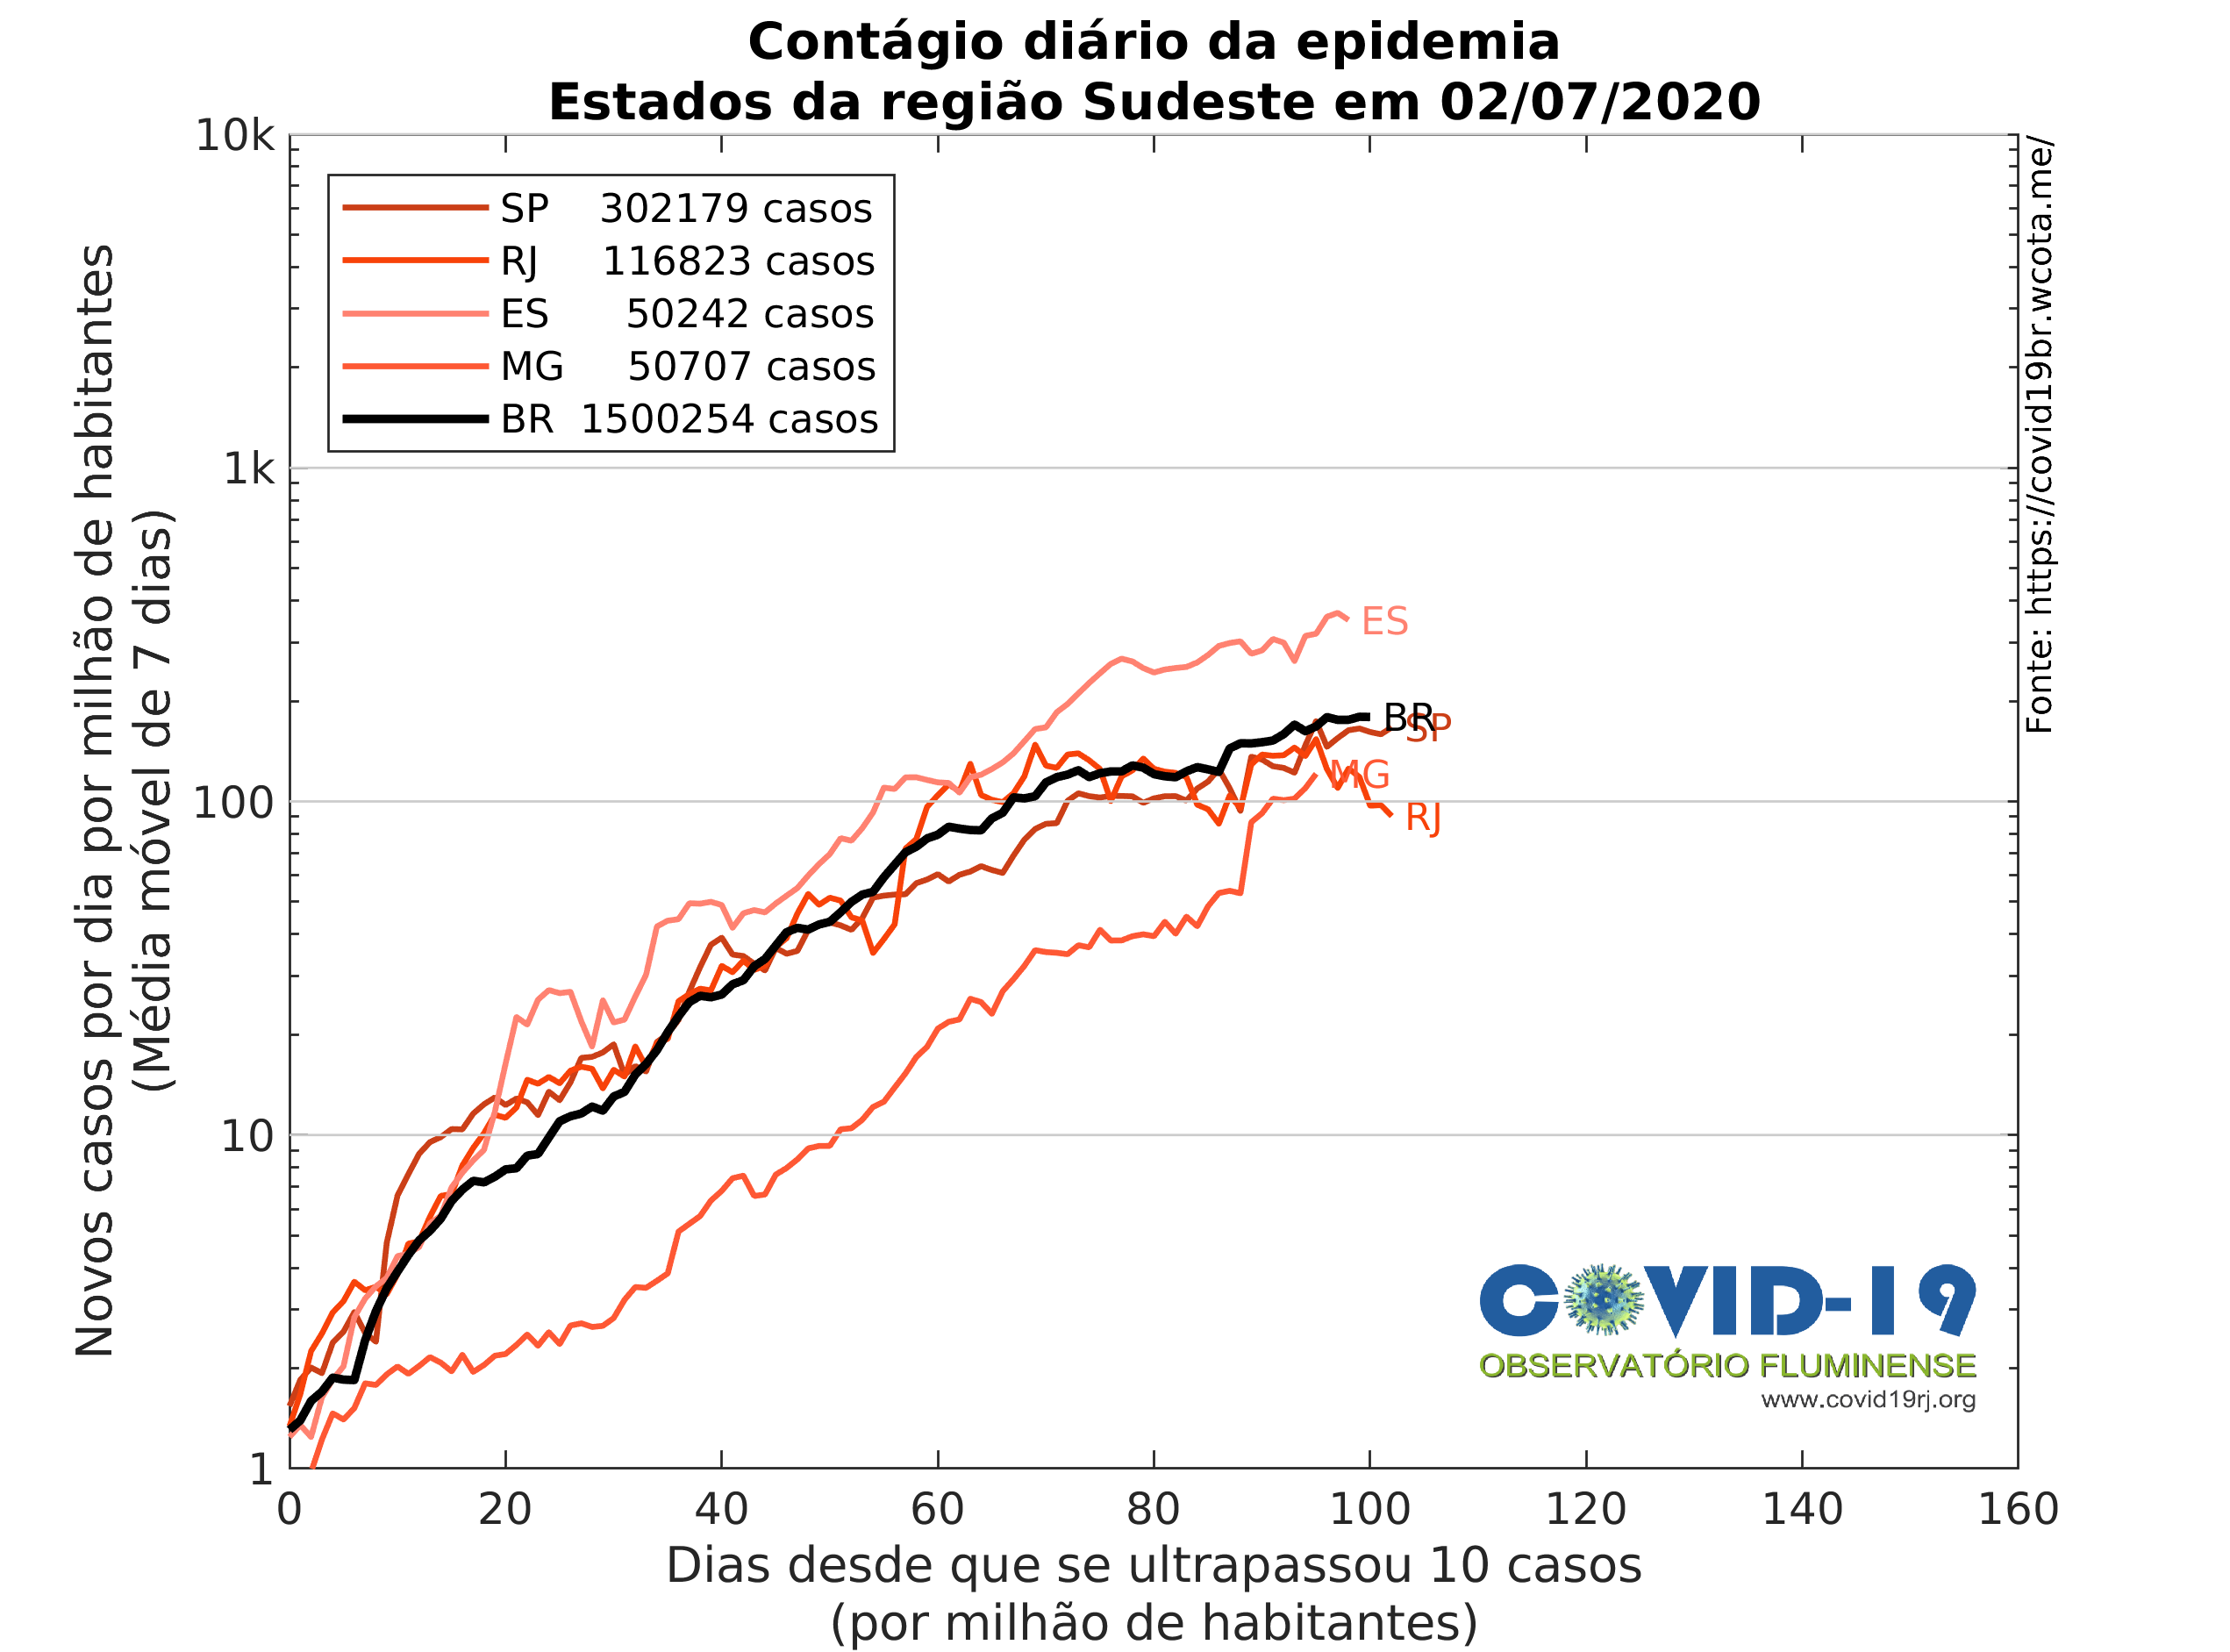 Contágio diário da epidemia
Estados da região Sudeste em 02/07/2020
Novos casos por dia por milhão de habitantes
(Média móvel de 7 dias)
10k
1k
100
10
1
SP 302179 casos
RJ 116823 casos
ES 50242 casos
MG 50707 casos
BR 1500254 casos
ES
BR
SP
MG
RJ
Fonte: https://covid19br.wcota.me/
COVID-19
OBSERVATÓRIO FLUMINENSE
www.covid19rj.org
0 20 40 60 80 100 120 140 160
Dias desde que se ultrapassou 10 casos
(por milhão de habitantes)